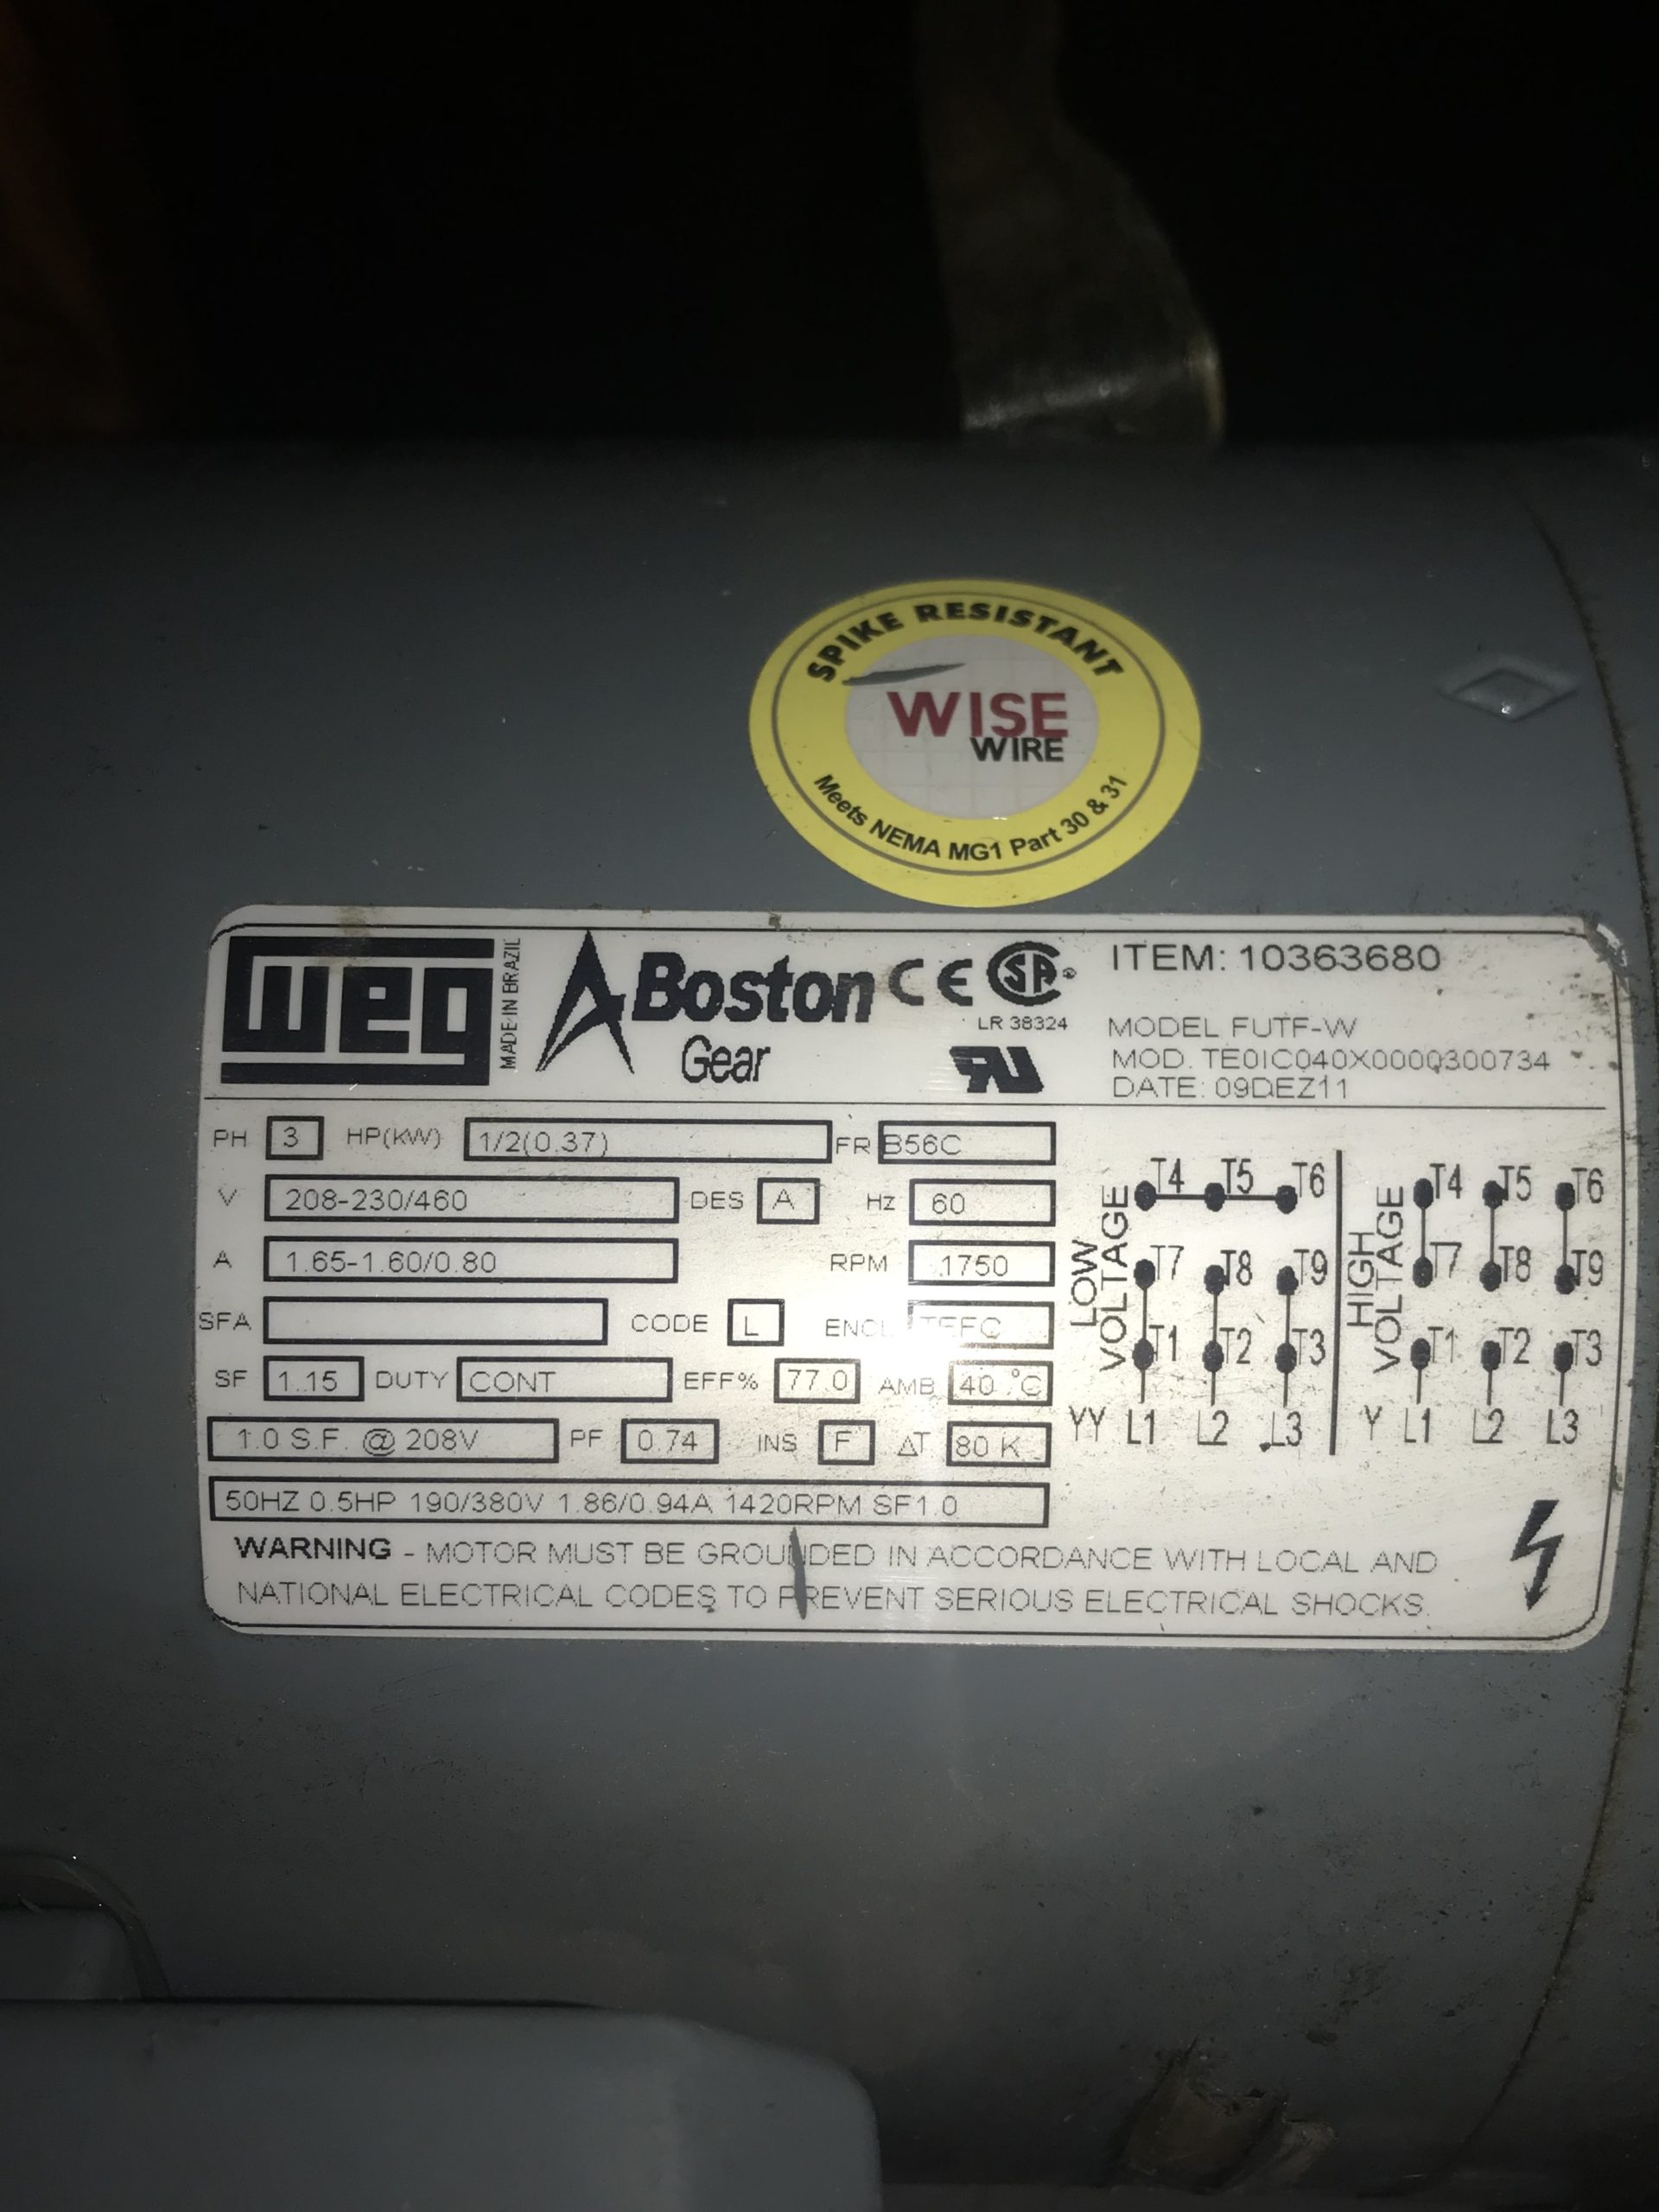 SPIKE RESISTANT
WISE
WIRE
Meets NEMA MG1 Part 30 & 31
WEG
MADE IN BRAZIL
Boston
Gear
CE
SA
LR 38324
ITEM: 10363680
MODEL FUTF-W
MOD. TE0IC040X0000300734
DATE: 09DEZ11
PH 3 HP(KW) 1/2(0.37) FR B56C
V 208-230/460 DES A Hz 60
A 1.65-1.60/0.80 RPM 1750
SFA CODE L ENCL TEFC
SF 1.15 DUTY CONT EFF% 77.0 AMB 40 °C
1.0 S.F. @ 208V PF 0.74 INS F ΔT 80 K
50HZ 0.5HP 190/380V 1.86/0.94A 1420RPM SF1.0
LOW VOLTAGE
T4 T5 T6
T7 T8 T9
T1 T2 T3
YY L1 L2 L3
HIGH VOLTAGE
T4 T5 T6
T7 T8 T9
T1 T2 T3
Y L1 L2 L3
WARNING - MOTOR MUST BE GROUNDED IN ACCORDANCE WITH LOCAL AND
NATIONAL ELECTRICAL CODES TO PREVENT SERIOUS ELECTRICAL SHOCKS.